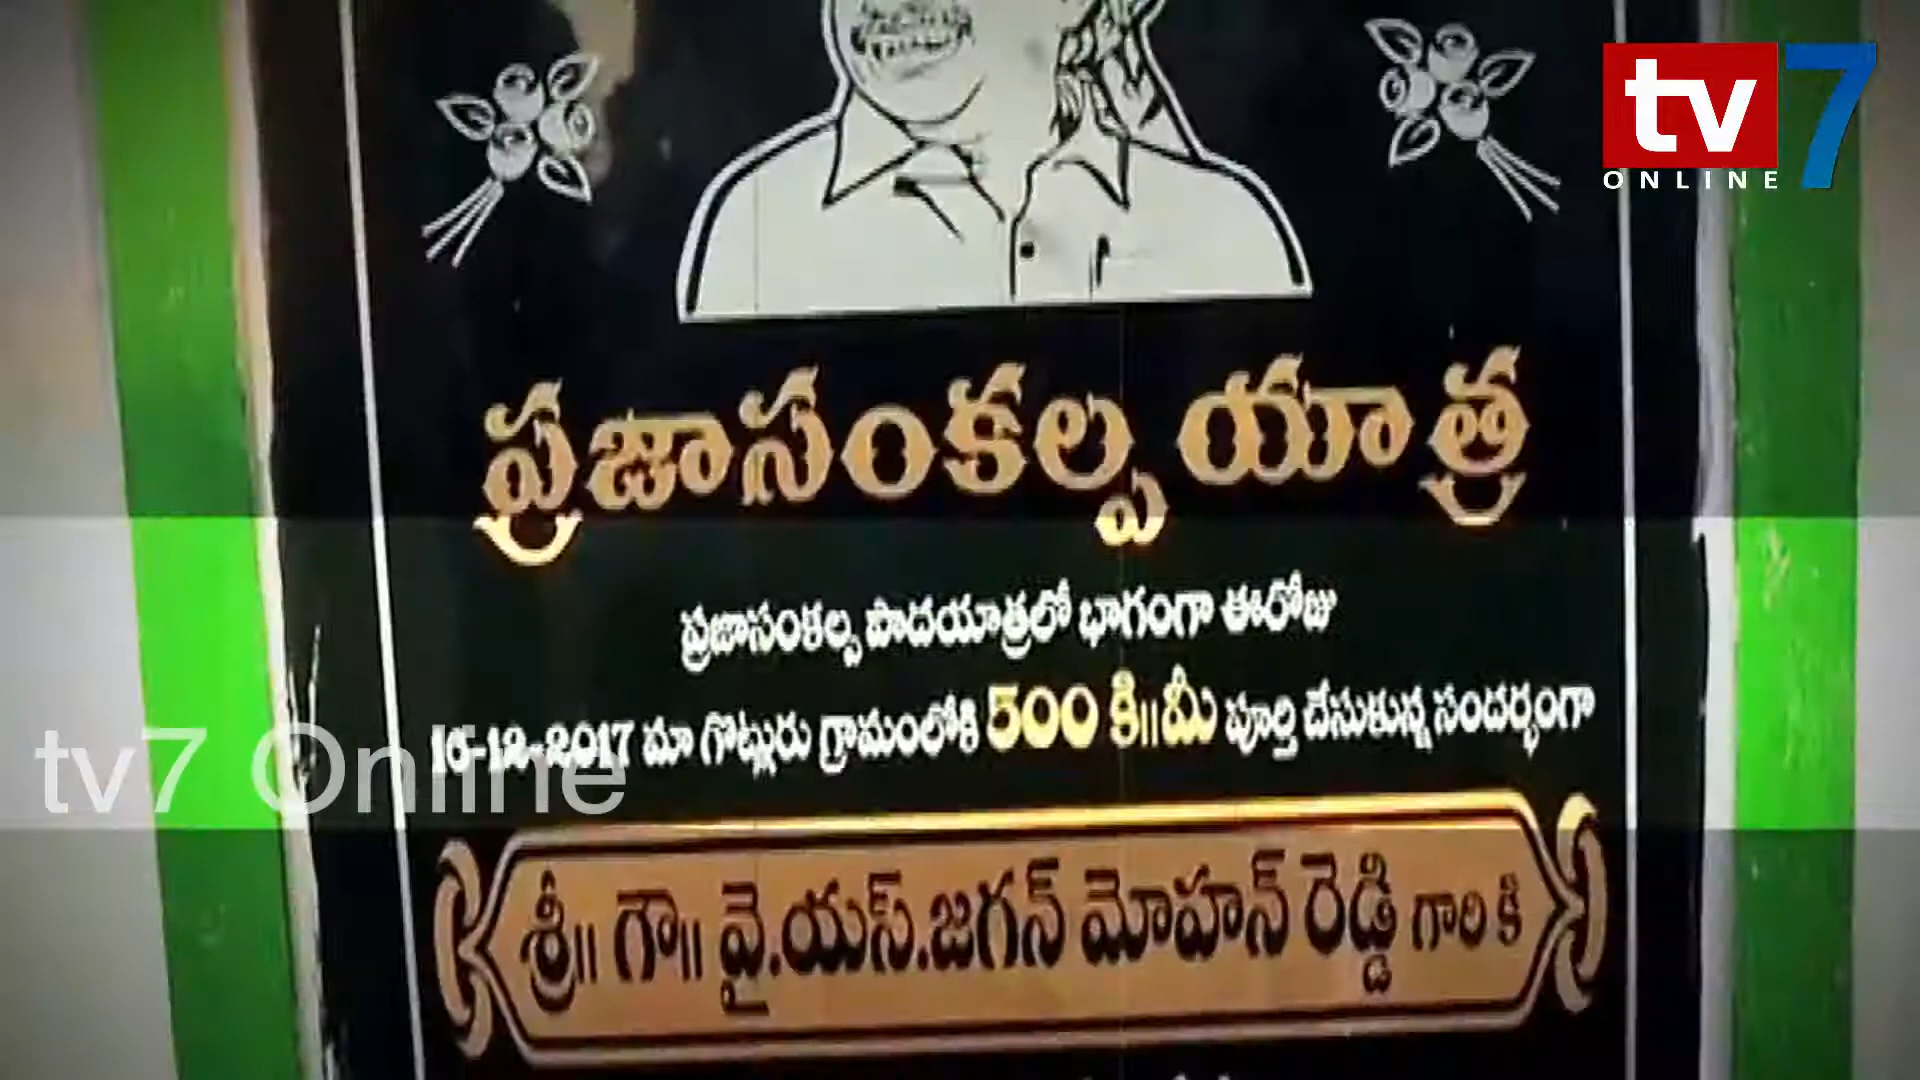 tv7
ONLINE
ప్రజాసంకల్ప యాత్ర
ప్రజాసంకల్ప పాదయాత్రలో భాగంగా ఈరోజు
16-12-2017 మా గొట్లూరు గ్రామంలోకి 500 కి॥మీ పూర్తి చేసుకున్న సందర్భంగా
tv7 Online
శ్రీ॥ గౌ॥ వై.యస్.జగన్ మోహన్ రెడ్డి గారికి